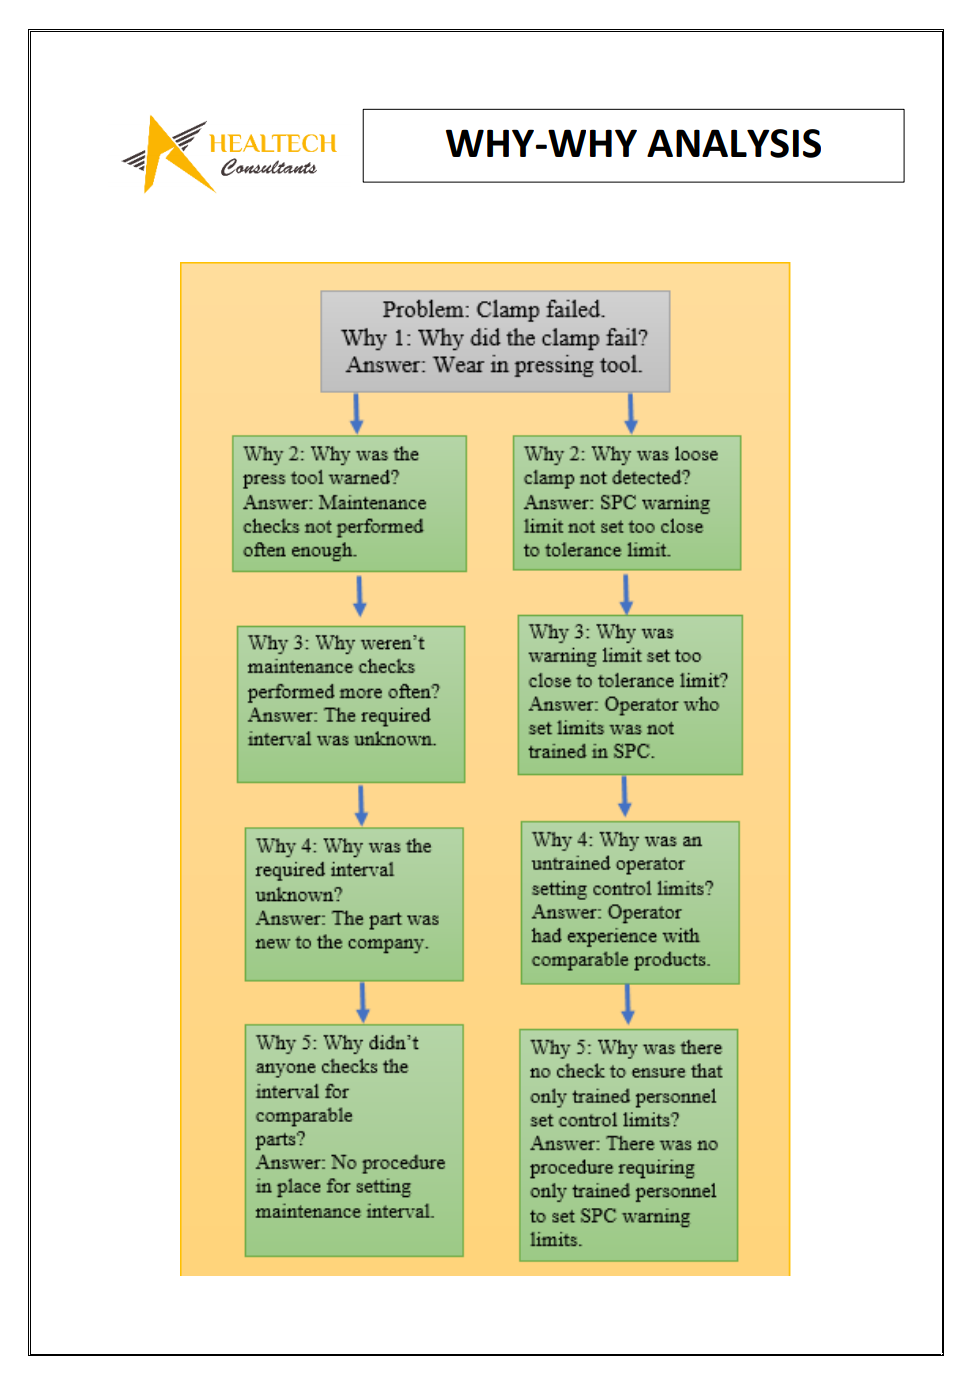 HEALTECH
Consultants
WHY-WHY ANALYSIS
Problem: Clamp failed.
Why 1: Why did the clamp fail?
Answer: Wear in pressing tool.
Why 2: Why was the
press tool warned?
Answer: Maintenance
checks not performed
often enough.
Why 3: Why weren't
maintenance checks
performed more often?
Answer: The required
interval was unknown.
Why 4: Why was the
required interval
unknown?
Answer: The part was
new to the company.
Why 5: Why didn't
anyone checks the
interval for
comparable
parts?
Answer: No procedure
in place for setting
maintenance interval.
Why 2: Why was loose
clamp not detected?
Answer: SPC warning
limit not set too close
to tolerance limit.
Why 3: Why was
warning limit set too
close to tolerance limit?
Answer: Operator who
set limits was not
trained in SPC.
Why 4: Why was an
untrained operator
setting control limits?
Answer: Operator
had experience with
comparable products.
Why 5: Why was there
no check to ensure that
only trained personnel
set control limits?
Answer: There was no
procedure requiring
only trained personnel
to set SPC warning
limits.